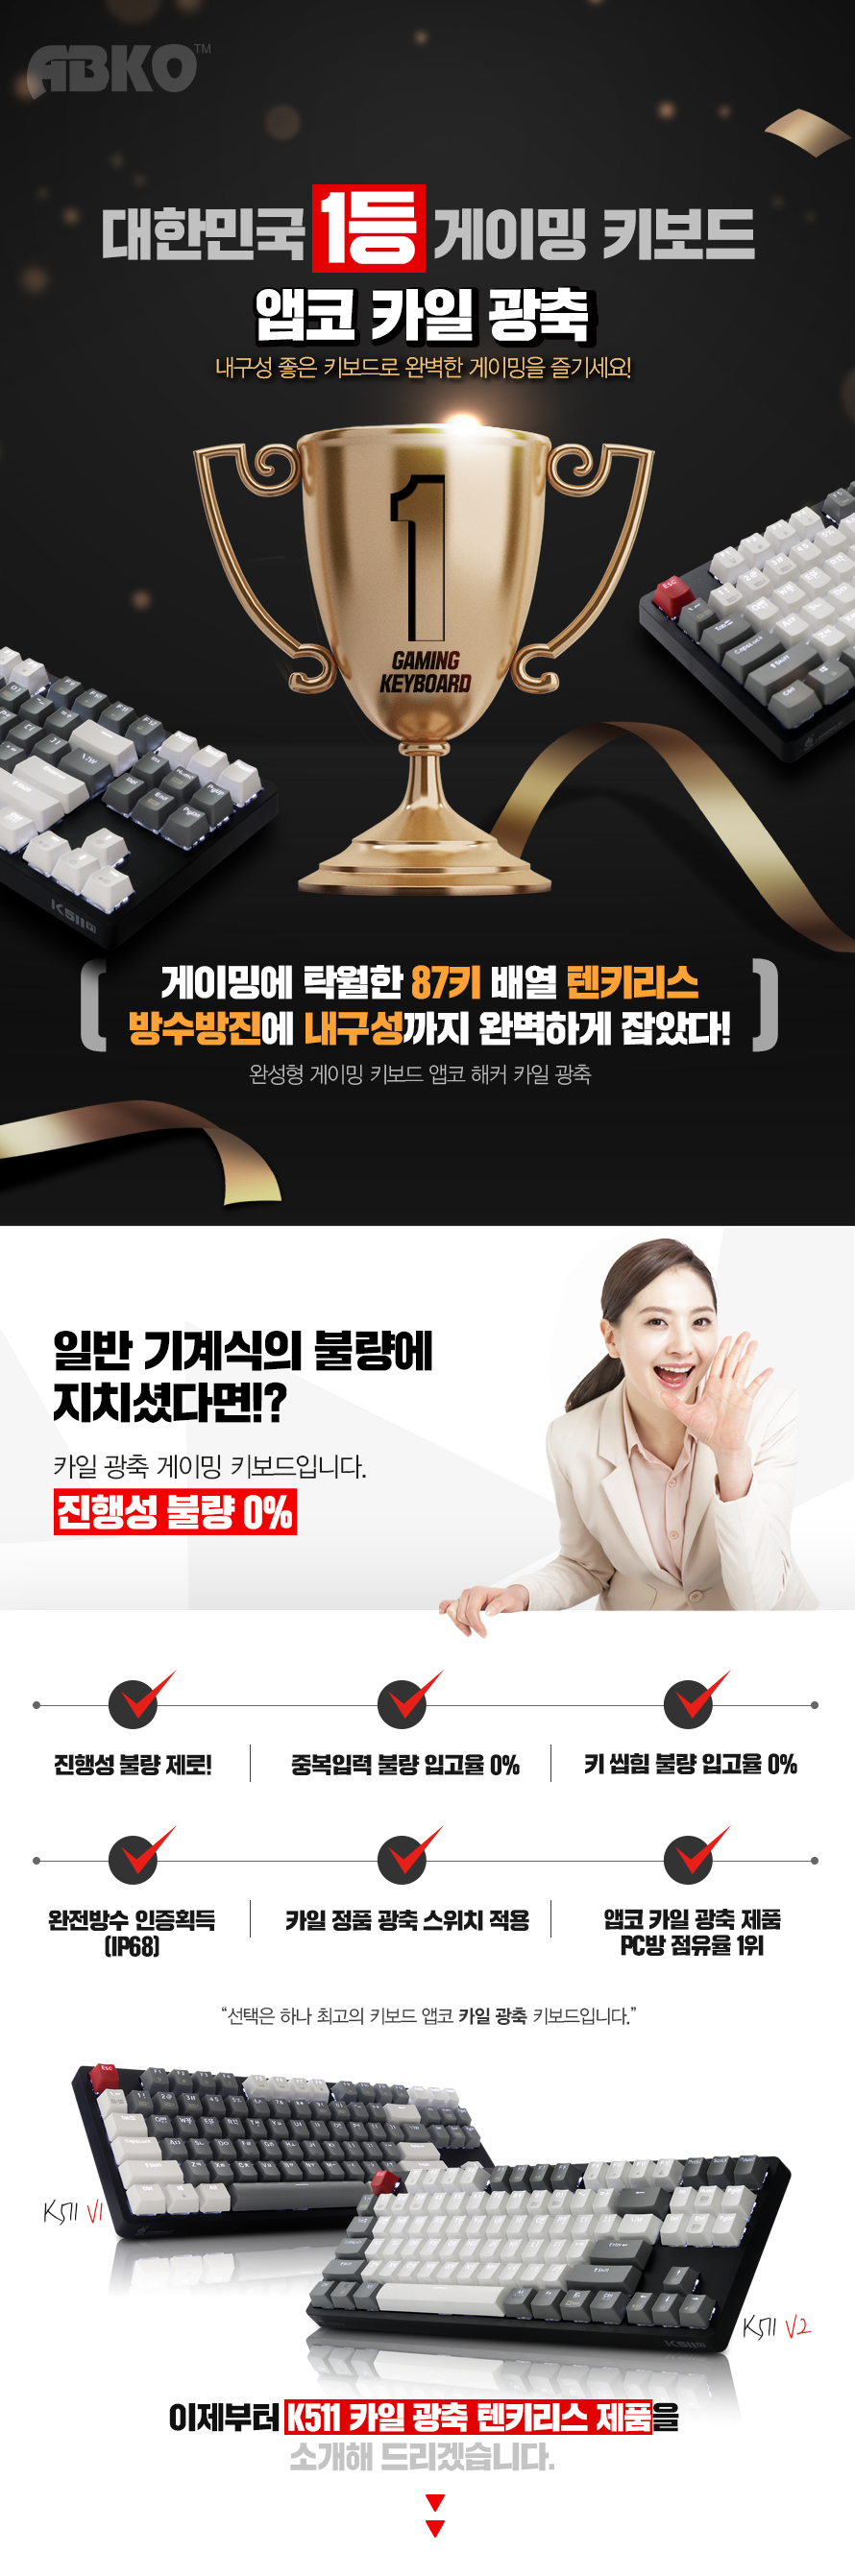 ABKO™
대한민국 1등 게이밍 키보드
앱코 카일 광축
내구성 좋은 키보드로 완벽한 게이밍을 즐기세요!
1
GAMING
KEYBOARD
K511
게이밍에 탁월한 87키 배열 텐키리스
방수방진에 내구성까지 완벽하게 잡았다!
완성형 게이밍 키보드 앱코 해커 카일 광축
일반 기계식의 불량에
지치셨다면!?
카일 광축 게이밍 키보드입니다.
진행성 불량 0%
진행성 불량 제로!
중복입력 불량 입고율 0%
키 씹힘 불량 입고율 0%
완전방수 인증획득
(IP68)
카일 정품 광축 스위치 적용
앱코 카일 광축 제품
PC방 점유율 1위
“선택은 하나 최고의 키보드 앱코 카일 광축 키보드입니다.”
K511 V1
K511 V2
이제부터 K511 카일 광축 텐키리스 제품을
소개해 드리겠습니다.